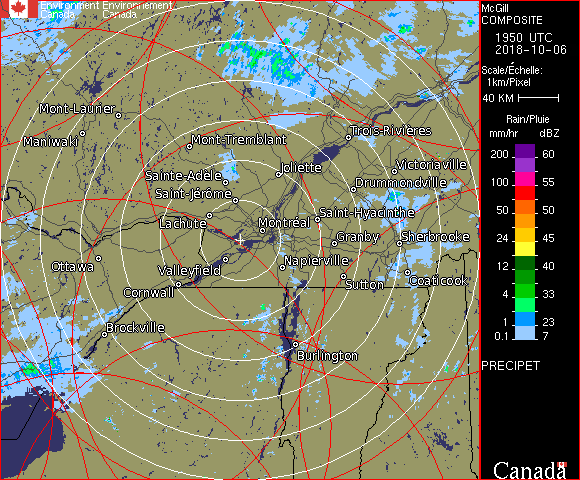 Environment Environnement
Canada Canada
McGill
COMPOSITE
1950 UTC
2018-10-06
Scale/Échelle:
1km/Pixel
40 KM
Rain/Pluie
mm/hr dBZ
200 60
100 55
50 50
24 45
12 40
4 33
1 23
0.1 7
PRECIPET
Canada
Mont-Laurier
Maniwaki
Mont-Tremblant
Trois-Rivières
Sainte-Adèle
Joliette
Victoriaville
Saint-Jérôme
Drummondville
Lachute
Montréal
Saint-Hyacinthe
Granby
Sherbrooke
Ottawa
Valleyfield
Napierville
Cornwall
Sutton
Coaticook
Brockville
Burlington